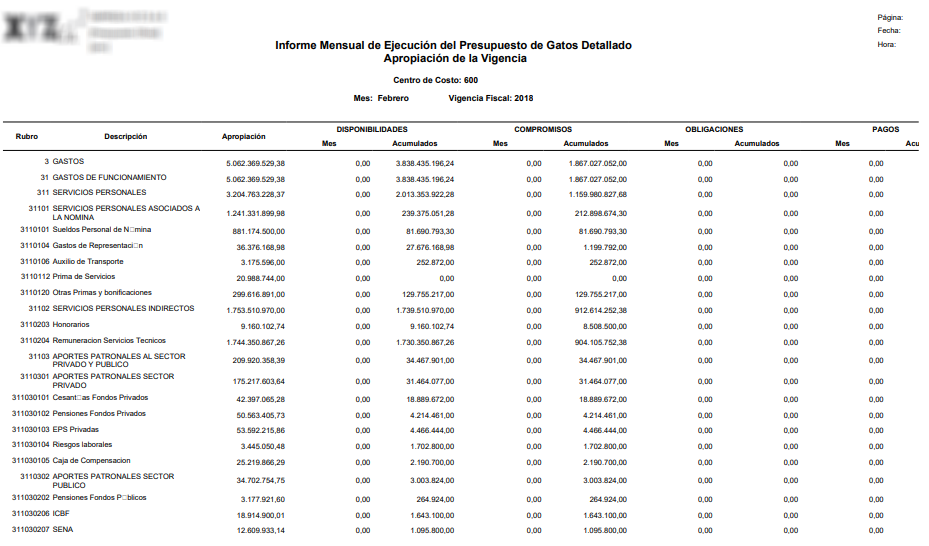 Página:
Fecha:
Hora:
Informe Mensual de Ejecución del Presupuesto de Gatos Detallado
Apropiación de la Vigencia
Centro de Costo: 600
Mes: Febrero Vigencia Fiscal: 2018
DISPONIBILIDADES COMPROMISOS OBLIGACIONES PAGOS
Rubro Descripción Apropiación Mes Acumulados Mes Acumulados Mes Acumulados Mes Acu
3 GASTOS 5.062.369.529,38 0,00 3.838.435.196,24 0,00 1.867.027.052,00 0,00 0,00 0,00
31 GASTOS DE FUNCIONAMIENTO 5.062.369.529,38 0,00 3.838.435.196,24 0,00 1.867.027.052,00 0,00 0,00 0,00
311 SERVICIOS PERSONALES 3.204.763.228,37 0,00 2.013.353.922,28 0,00 1.159.980.827,68 0,00 0,00 0,00
31101 SERVICIOS PERSONALES ASOCIADOS A
LA NOMINA 1.241.331.899,98 0,00 239.375.051,28 0,00 212.898.674,30 0,00 0,00 0,00
3110101 Sueldos Personal de N□mina 881.174.500,00 0,00 81.690.793,30 0,00 81.690.793,30 0,00 0,00 0,00
3110104 Gastos de Representaci□n 36.376.168,98 0,00 27.676.168,98 0,00 1.199.792,00 0,00 0,00 0,00
3110106 Auxilio de Transporte 3.175.596,00 0,00 252.872,00 0,00 252.872,00 0,00 0,00 0,00
3110112 Prima de Servicios 20.988.744,00 0,00 0,00 0,00 0,00 0,00 0,00 0,00
3110120 Otras Primas y bonificaciones 299.616.891,00 0,00 129.755.217,00 0,00 129.755.217,00 0,00 0,00 0,00
31102 SERVICIOS PERSONALES INDIRECTOS 1.753.510.970,00 0,00 1.739.510.970,00 0,00 912.614.252,38 0,00 0,00 0,00
3110203 Honorarios 9.160.102,74 0,00 9.160.102,74 0,00 8.508.500,00 0,00 0,00 0,00
3110204 Remuneracion Servicios Tecnicos 1.744.350.867,26 0,00 1.730.350.867,26 0,00 904.105.752,38 0,00 0,00 0,00
31103 APORTES PATRONALES AL SECTOR
PRIVADO Y PUBLICO 209.920.358,39 0,00 34.467.901,00 0,00 34.467.901,00 0,00 0,00 0,00
3110301 APORTES PATRONALES SECTOR
PRIVADO 175.217.603,64 0,00 31.464.077,00 0,00 31.464.077,00 0,00 0,00 0,00
311030101 Cesant□as Fondos Privados 42.397.065,28 0,00 18.889.672,00 0,00 18.889.672,00 0,00 0,00 0,00
311030102 Pensiones Fondos Privados 50.563.405,73 0,00 4.214.461,00 0,00 4.214.461,00 0,00 0,00 0,00
311030103 EPS Privadas 53.592.215,86 0,00 4.466.444,00 0,00 4.466.444,00 0,00 0,00 0,00
311030104 Riesgos laborales 3.445.050,48 0,00 1.702.800,00 0,00 1.702.800,00 0,00 0,00 0,00
311030105 Caja de Compensacion 25.219.866,29 0,00 2.190.700,00 0,00 2.190.700,00 0,00 0,00 0,00
3110302 APORTES PATRONALES SECTOR
PUBLICO 34.702.754,75 0,00 3.003.824,00 0,00 3.003.824,00 0,00 0,00 0,00
311030202 Pensiones Fondos P□blicos 3.177.921,60 0,00 264.924,00 0,00 264.924,00 0,00 0,00 0,00
311030206 ICBF 18.914.900,01 0,00 1.643.100,00 0,00 1.643.100,00 0,00 0,00 0,00
311030207 SENA 12.609.933,14 0,00 1.095.800,00 0,00 1.095.800,00 0,00 0,00 0,00